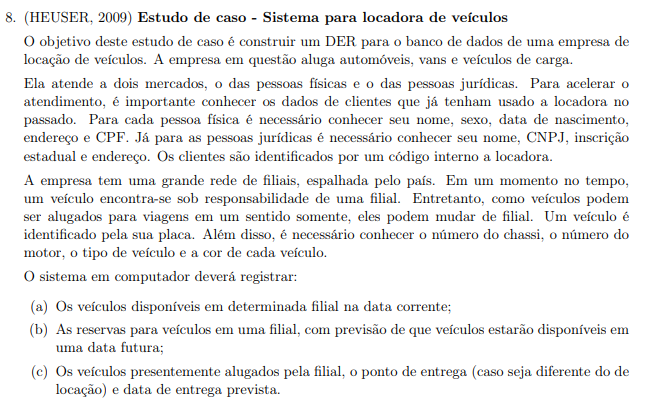 8. (HEUSER, 2009) Estudo de caso - Sistema para locadora de veículos
O objetivo deste estudo de caso é construir um DER para o banco de dados de uma empresa de
locação de veículos. A empresa em questão aluga automóveis, vans e veículos de carga.
Ela atende a dois mercados, o das pessoas físicas e o das pessoas jurídicas. Para acelerar o
atendimento, é importante conhecer os dados de clientes que já tenham usado a locadora no
passado. Para cada pessoa física é necessário conhecer seu nome, sexo, data de nascimento,
endereço e CPF. Já para as pessoas jurídicas é necessário conhecer seu nome, CNPJ, inscrição
estadual e endereço. Os clientes são identificados por um código interno a locadora.
A empresa tem uma grande rede de filiais, espalhada pelo país. Em um momento no tempo,
um veículo encontra-se sob responsabilidade de uma filial. Entretanto, como veículos podem
ser alugados para viagens em um sentido somente, eles podem mudar de filial. Um veículo é
identificado pela sua placa. Além disso, é necessário conhecer o número do chassi, o número do
motor, o tipo de veículo e a cor de cada veículo.
O sistema em computador deverá registrar:
(a) Os veículos disponíveis em determinada filial na data corrente;
(b) As reservas para veículos em uma filial, com previsão de que veículos estarão disponíveis em
uma data futura;
(c) Os veículos presentemente alugados pela filial, o ponto de entrega (caso seja diferente do de
locação) e data de entrega prevista.